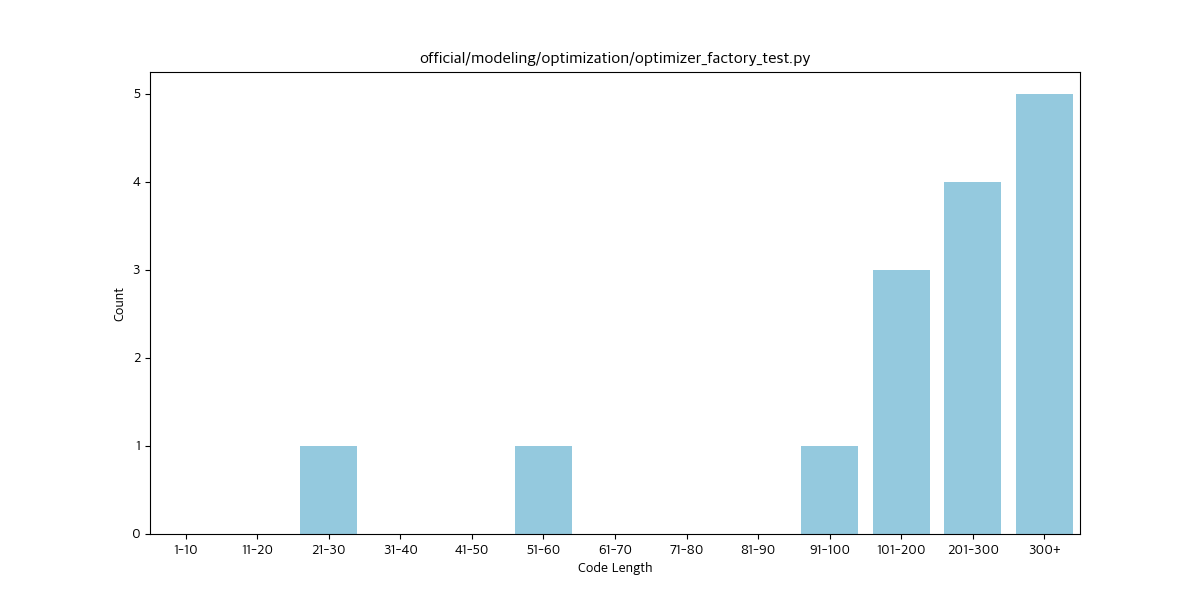 official/modeling/optimization/optimizer_factory_test.py
5
4
3
2
1
0
Count
1-10 11-20 21-30 31-40 41-50 51-60 61-70 71-80 81-90 91-100 101-200 201-300 300+
Code Length